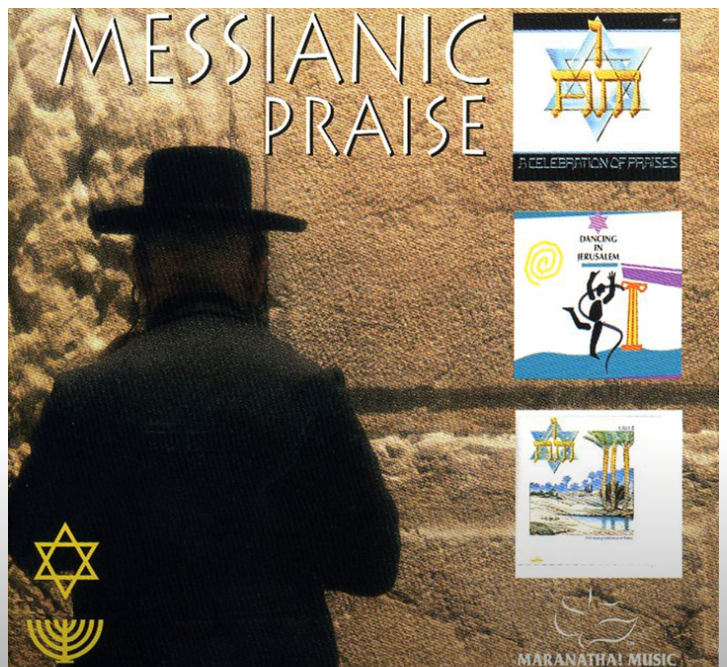 MESSIANIC
PRAISE
A CELEBRATION OF PRAISES
DANCING
IN
JERUSALEM
MARANATHA! MUSIC